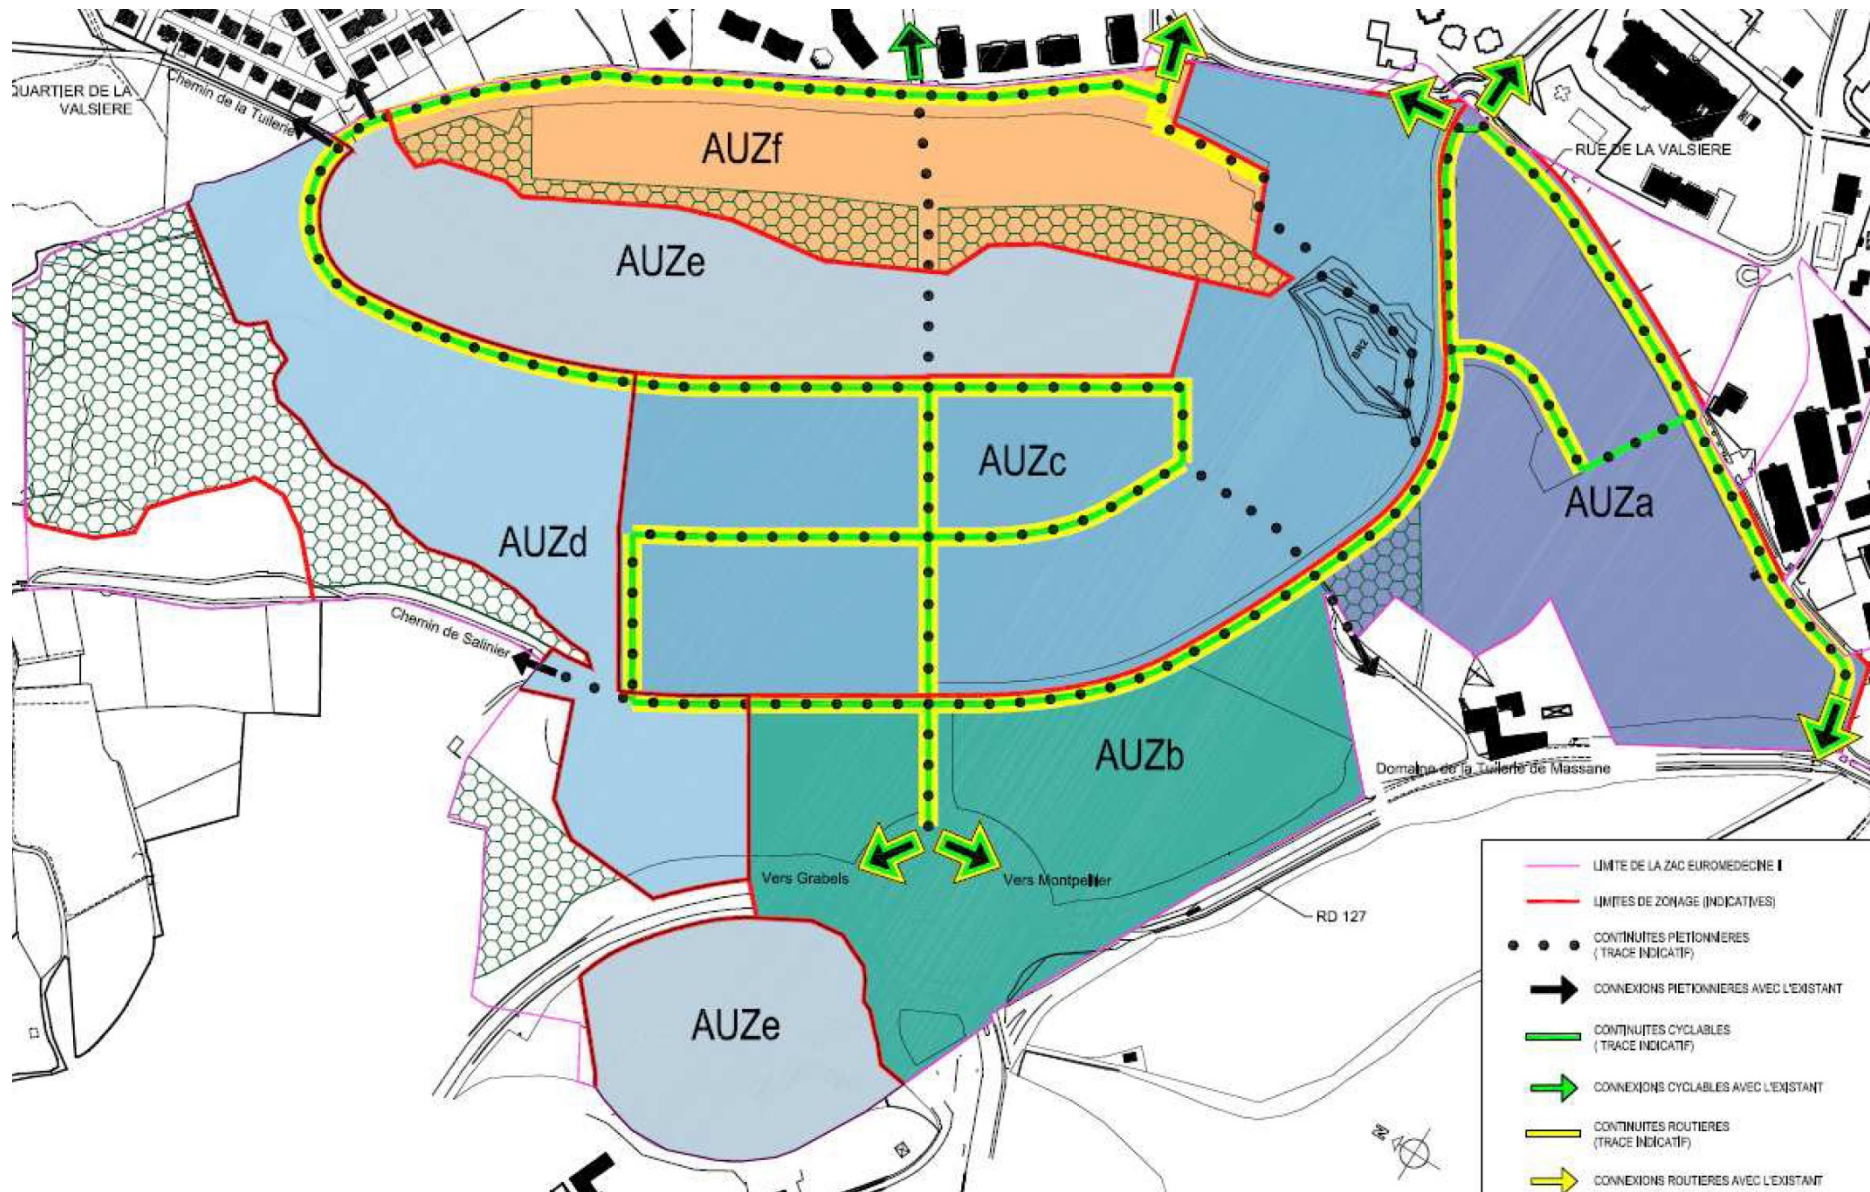 QUARTIER DE LA
VALSIERE
Chemin de la Tuilerie
AUZf
RUE DE LA VALSIERE
AUZe
BR2
AUZc
AUZa
AUZd
Chemin de Salinier
AUZb
Domaine de la Tuilerie de Massane
Vers Grabels
Vers Montpellier
RD 127
AUZe
N
LIMITE DE LA ZAC EUROMEDECINE II
LIMITES DE ZONAGE (INDICATIVES)
CONTINUITES PIETIONNIERES
( TRACE INDICATIF)
CONNEXIONS PIETIONNIERES AVEC L'EXISTANT
CONTINUITES CYCLABLES
( TRACE INDICATIF)
CONNEXIONS CYCLABLES AVEC L'EXISTANT
CONTINUITES ROUTIERES
(TRACE INDICATIF)
CONNEXIONS ROUTIERES AVEC L'EXISTANT